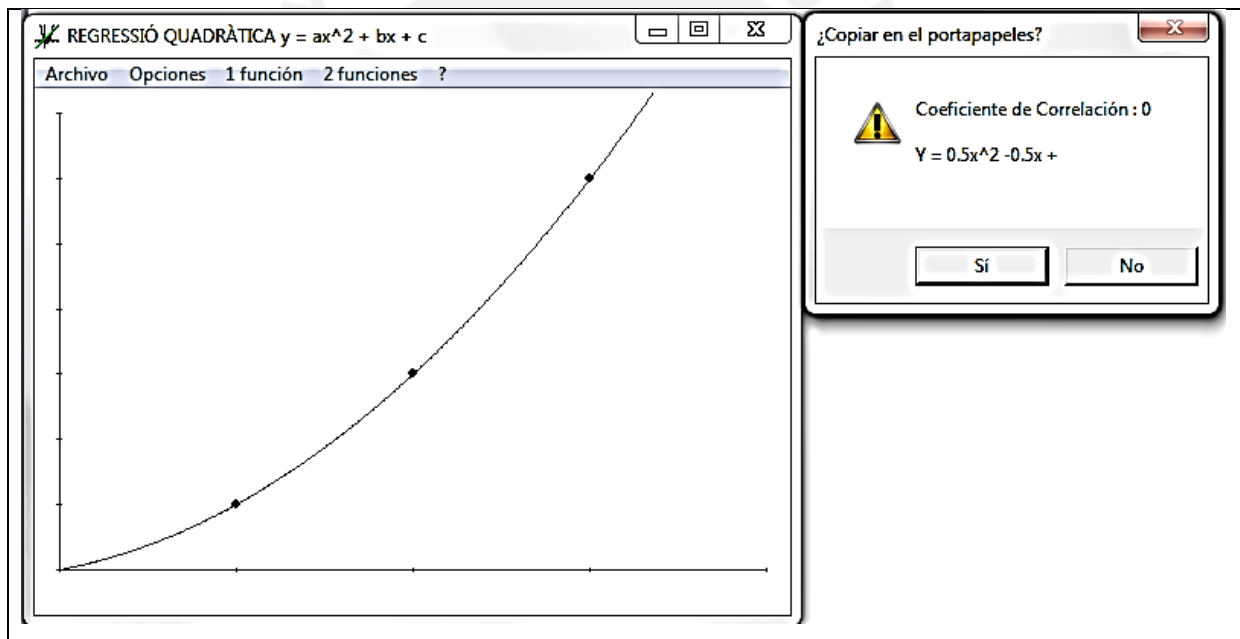 REGRESSIÓ QUADRÀTICA y = ax^2 + bx + c
Archivo Opciones 1 función 2 funciones ?
¿Copiar en el portapapeles?
Coeficiente de Correlación : 0
Y = 0.5x^2 -0.5x +
Sí No